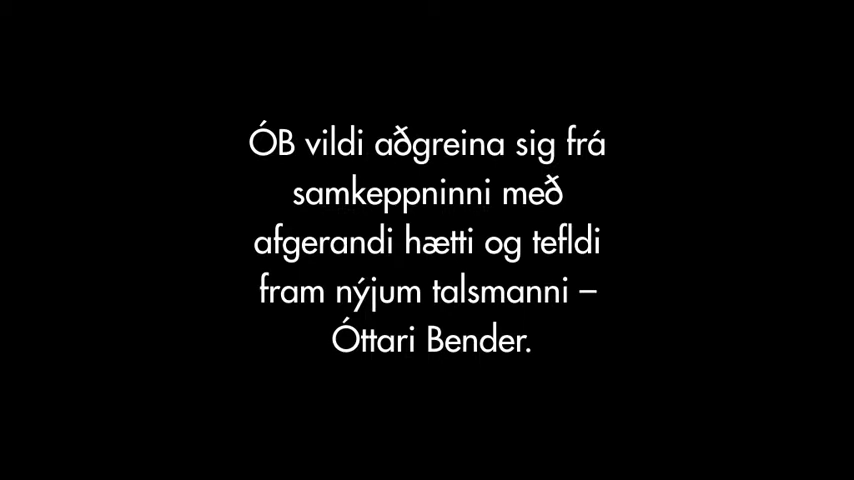 ÓB vildi aðgreina sig frá
samkeppninni með
afgerandi hætti og tefldi
fram nýjum talsmanni –
Óttari Bender.